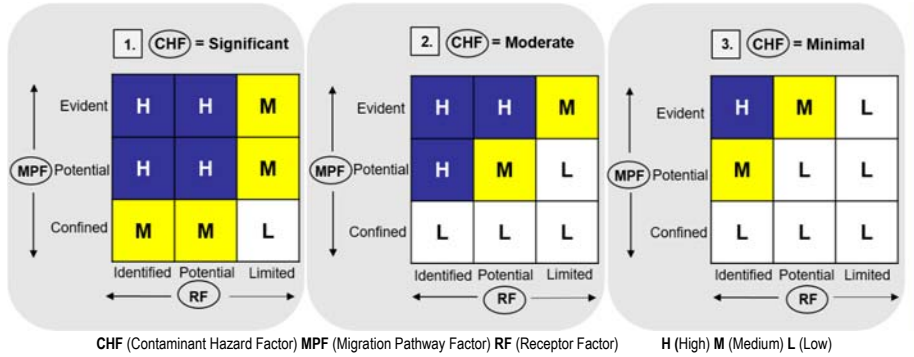 1. CHF = Significant
Evident H H M
MPF Potential H H M
Confined M M L
Identified Potential Limited
RF
2. CHF = Moderate
Evident H H M
MPF Potential H M L
Confined L L L
Identified Potential Limited
RF
3. CHF = Minimal
Evident H M L
MPF Potential M L L
Confined L L L
Identified Potential Limited
RF
CHF (Contaminant Hazard Factor) MPF (Migration Pathway Factor) RF (Receptor Factor) H (High) M (Medium) L (Low)